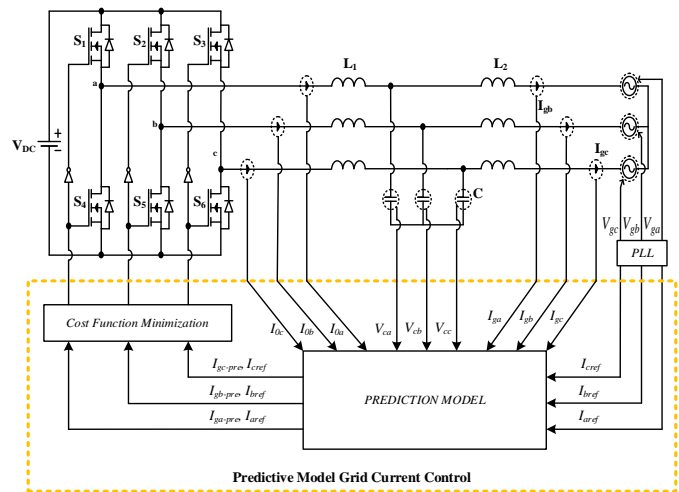 S1 S2 S3
L1 L2
a
Igb
b
VDC
+
-
c
Igc
S4 S5 S6
C
Vgc Vgb Vga
PLL
I0c I0b I0a Vca Vcb Vcc Iga Igb Igc
Cost Function Minimization
Igc-pre, Icref
Igb-pre, Ibref
Iga-pre, Iaref
PREDICTION MODEL
Icref
Ibref
Iaref
Predictive Model Grid Current Control